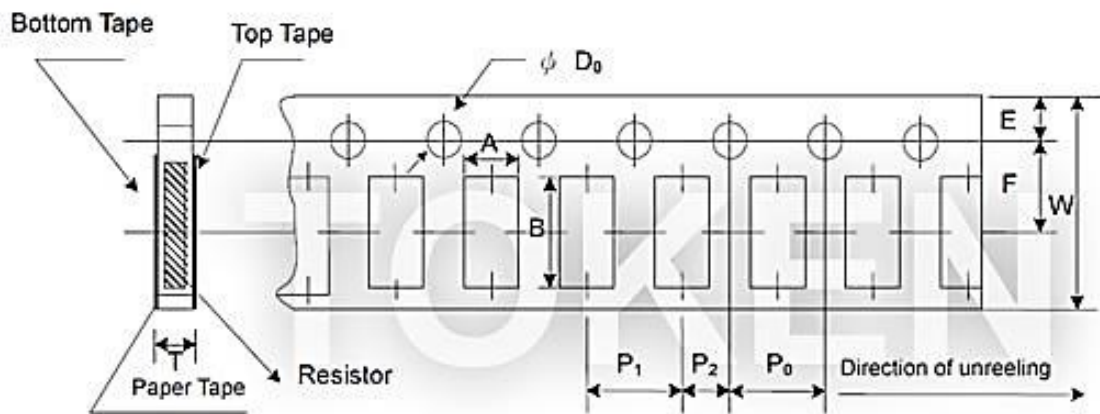 Bottom Tape
Top Tape
ϕ D₀
E
A
F
W
B
T
P₁
P₂
P₀
Direction of unreeling
Paper Tape
Resistor
TOKEN